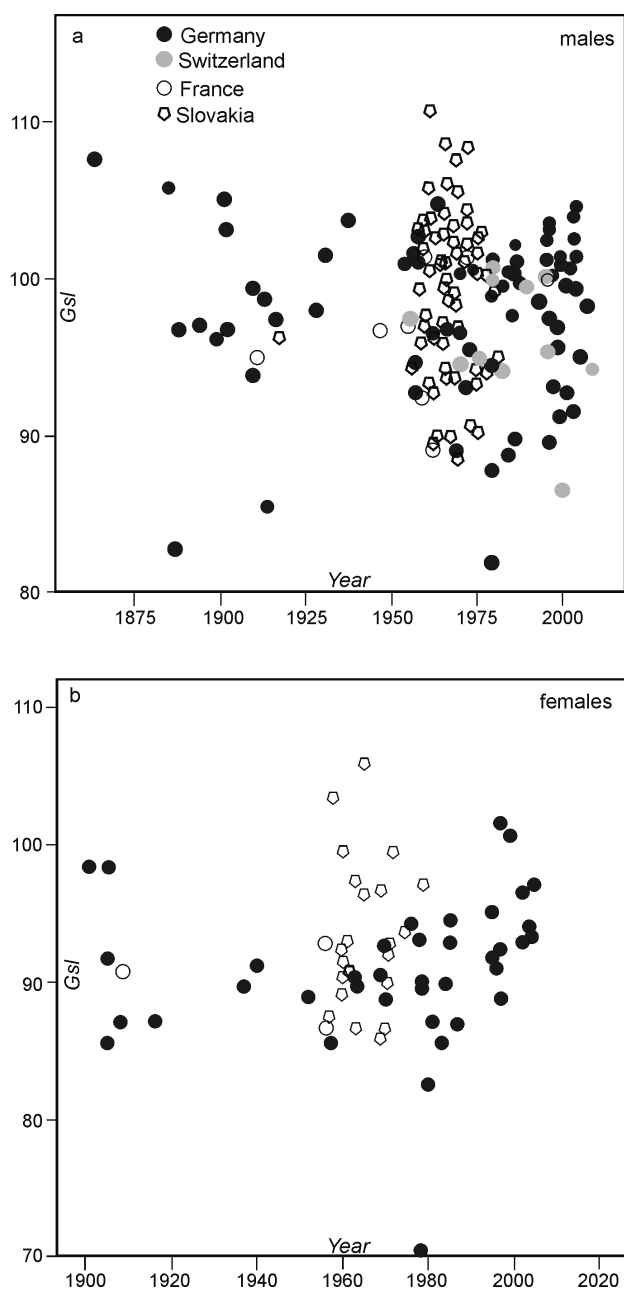 a
males
Germany
Switzerland
France
Slovakia
110
100
90
80
Gsl
Year
1875
1900
1925
1950
1975
2000
b
females
110
100
90
80
70
Gsl
Year
1900
1920
1940
1960
1980
2000
2020